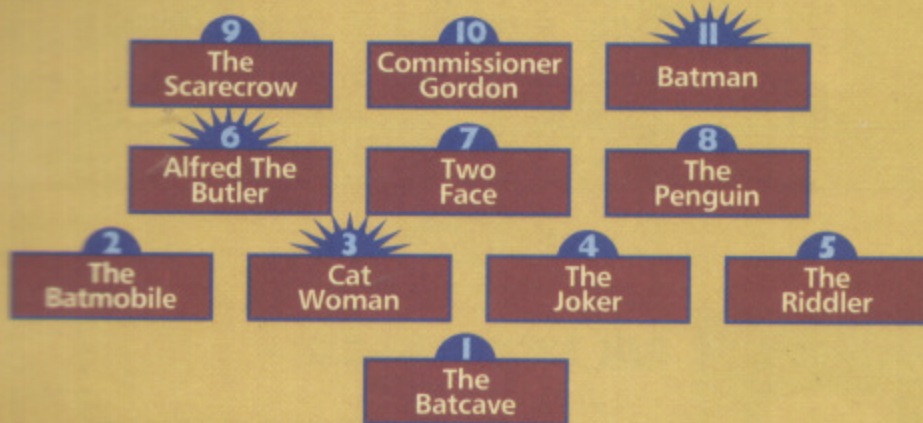 9
The
Scarecrow
10
Commissioner
Gordon
11
Batman
6
Alfred The
Butler
7
Two
Face
8
The
Penguin
2
The
Batmobile
3
Cat
Woman
4
The
Joker
5
The
Riddler
1
The
Batcave